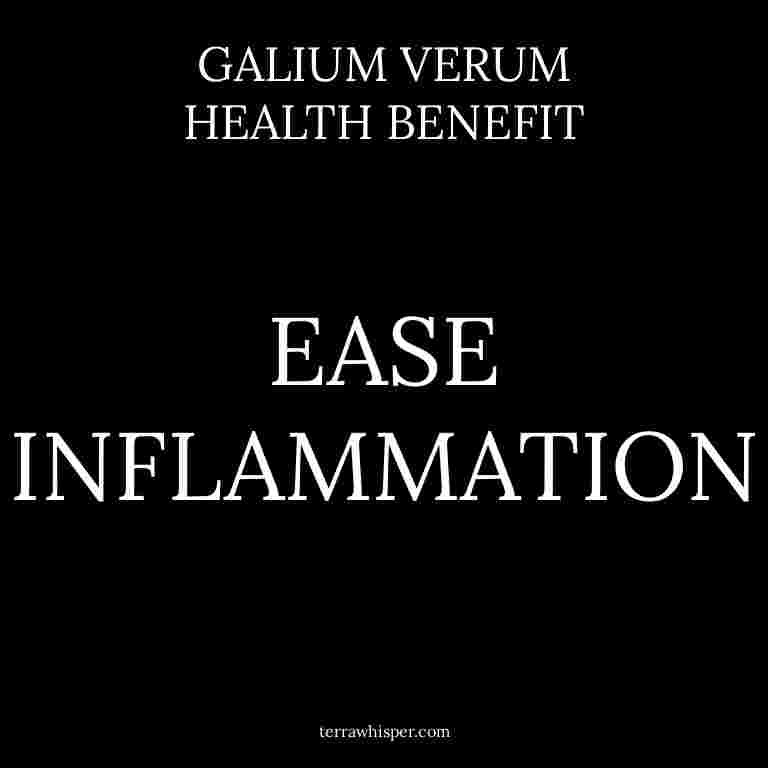 GALIUM VERUM
HEALTH BENEFIT
EASE
INFLAMMATION
terrawhisper.com